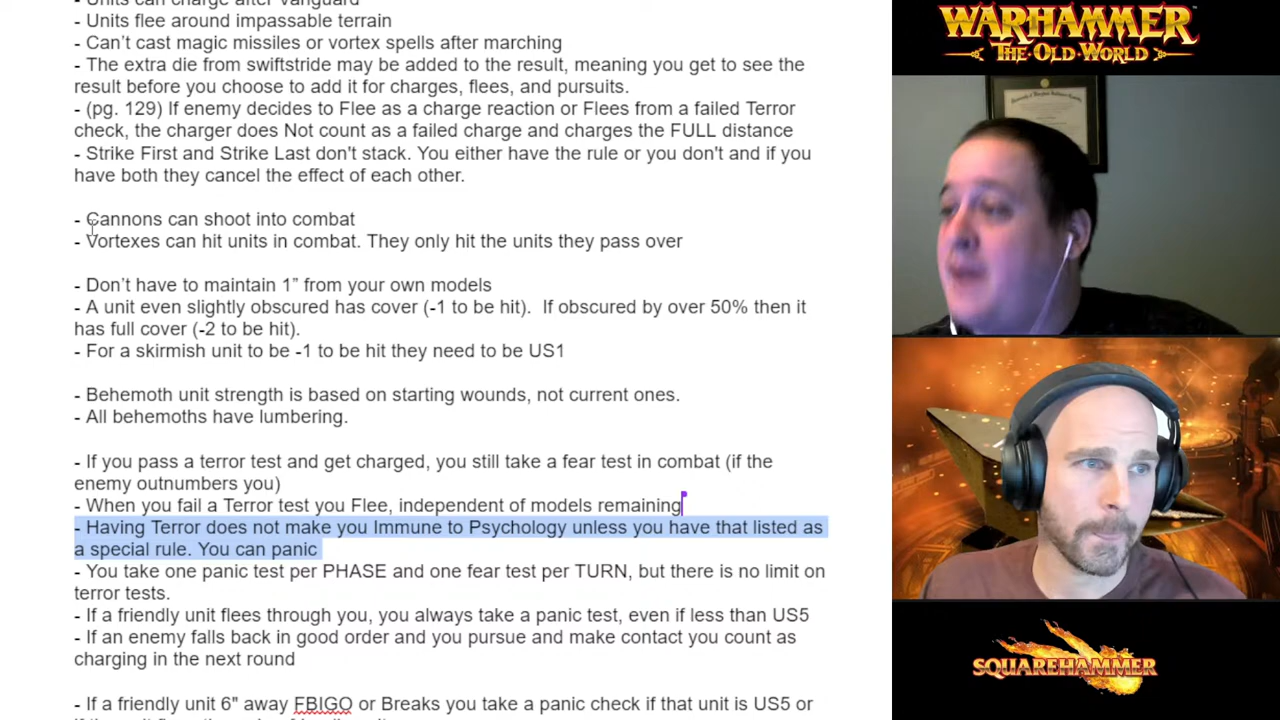 - Units can charge after Vanguard
- Units flee around impassable terrain
- Can't cast magic missiles or vortex spells after marching
- The extra die from swiftstride may be added to the result, meaning you get to see the
result before you choose to add it for charges, flees, and pursuits.
- (pg. 129) If enemy decides to Flee as a charge reaction or Flees from a failed Terror
check, the charger does Not count as a failed charge and charges the FULL distance
- Strike First and Strike Last don't stack. You either have the rule or you don't and if you
have both they cancel the effect of each other.
- Cannons can shoot into combat
- Vortexes can hit units in combat. They only hit the units they pass over
- Don't have to maintain 1” from your own models
- A unit even slightly obscured has cover (-1 to be hit).  If obscured by over 50% then it
has full cover (-2 to be hit).
- For a skirmish unit to be -1 to be hit they need to be US1
- Behemoth unit strength is based on starting wounds, not current ones.
- All behemoths have lumbering.
- If you pass a terror test and get charged, you still take a fear test in combat (if the
enemy outnumbers you)
- When you fail a Terror test you Flee, independent of models remaining
- Having Terror does not make you Immune to Psychology unless you have that listed as
a special rule. You can panic
- You take one panic test per PHASE and one fear test per TURN, but there is no limit on
terror tests.
- If a friendly unit flees through you, you always take a panic test, even if less than US5
- If an enemy falls back in good order and you pursue and make contact you count as
charging in the next round
- If a friendly unit 6" away FBIGO or Breaks you take a panic check if that unit is US5 or
WARHAMMER
THE OLD WORLD
SQUAREHAMMER